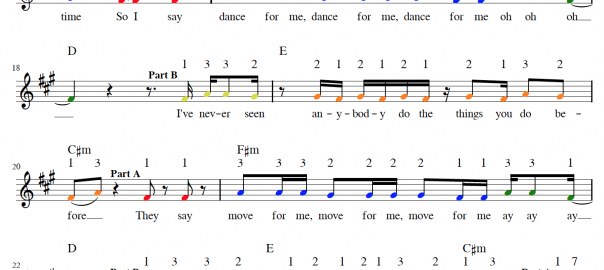 time So I say dance for me, dance for me, dance for me oh oh oh
D E
1 3 3 2 2 1 2 1 2 1 2 1 3 2
18 Part B
I've nev–er seen an – y–bod – y do the things you do be –
C♯m F♯m
1 3 1 1 3 3 3 2 2 2 2 1 1 3 3 1
20 Part A
fore They say move for me, move for me, move for me ay ay ay
D E C♯m
22 1 3 3 2 1 2 1 2 1 3 2 1 7